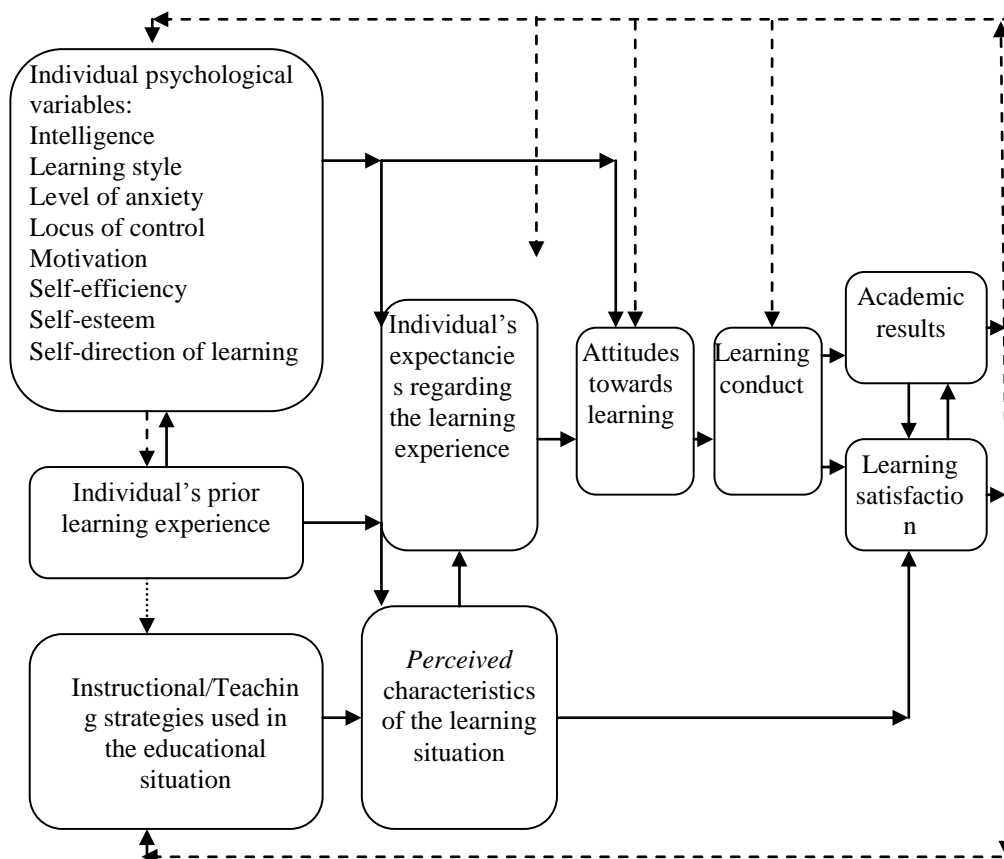 Individual psychological
variables:
Intelligence
Learning style
Level of anxiety
Locus of control
Motivation
Self-efficiency
Self-esteem
Self-direction of learning
Individual’s prior
learning experience
Instructional/Teachin
g strategies used in
the educational
situation
Individual’s
expectancie
s regarding
the learning
experience
Perceived
characteristics
of the learning
situation
Attitudes
towards
learning
Learning
conduct
Academic
results
Learning
satisfactio
n